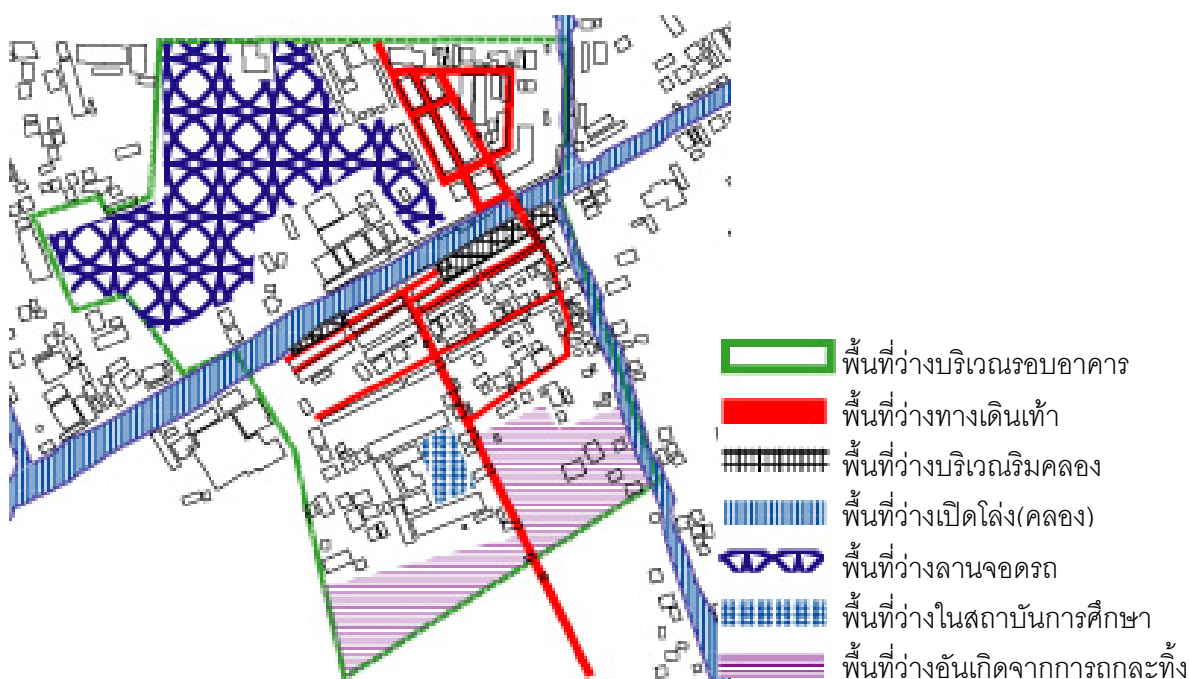 พื้นที่ว่างบริเวณรอบอาคาร
พื้นที่ว่างทางเดินเท้า
พื้นที่ว่างบริเวณริมคลอง
พื้นที่ว่างเปิดโล่ง(คลอง)
พื้นที่ว่างลานจอดรถ
พื้นที่ว่างในสถาบันการศึกษา
พื้นที่ว่างอันเกิดจากการถูกละทิ้ง